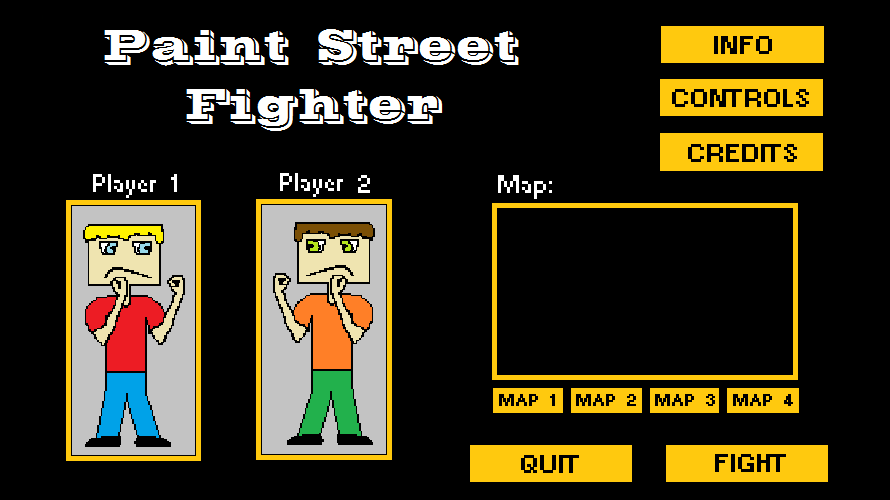 Paint Street
Fighter
INFO
CONTROLS
CREDITS
Player 1
Player 2
Map:
MAP 1
MAP 2
MAP 3
MAP 4
QUIT
FIGHT